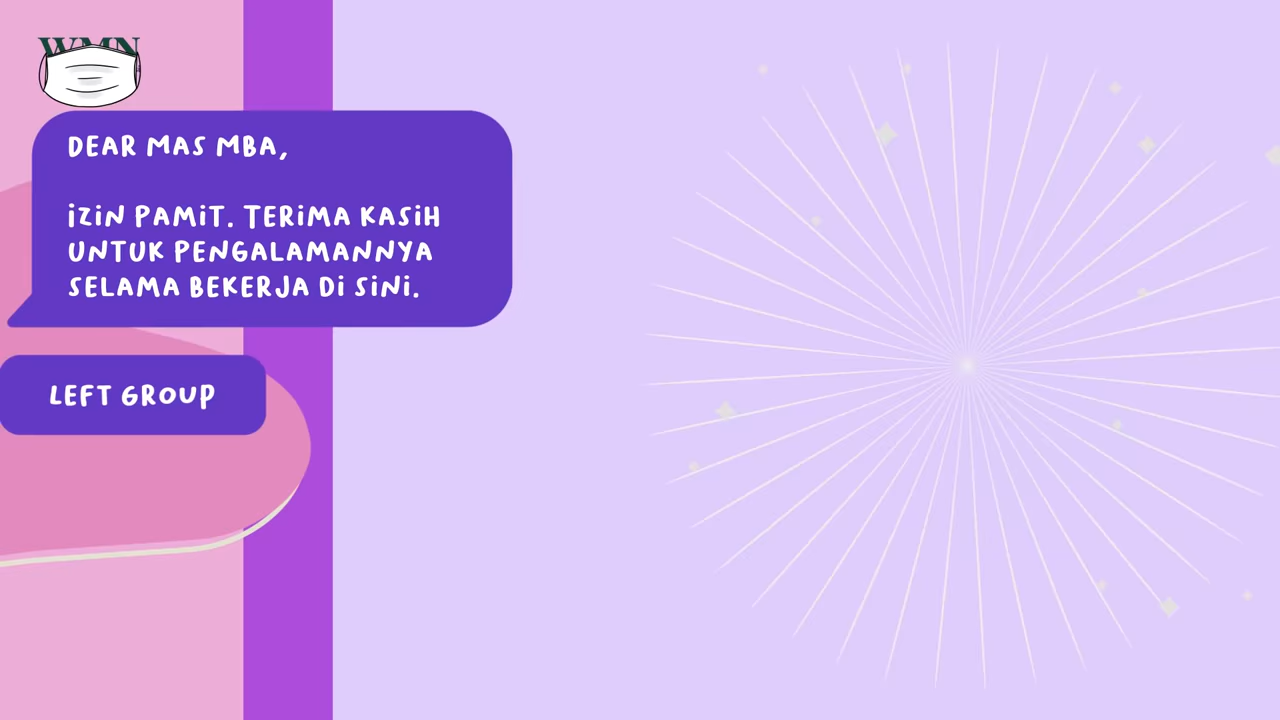 WMN
DEAR MAS MBA,
IZIN PAMIT. TERIMA KASIH
UNTUK PENGALAMANNYA
SELAMA BEKERJA DI SINI.
LEFT GROUP